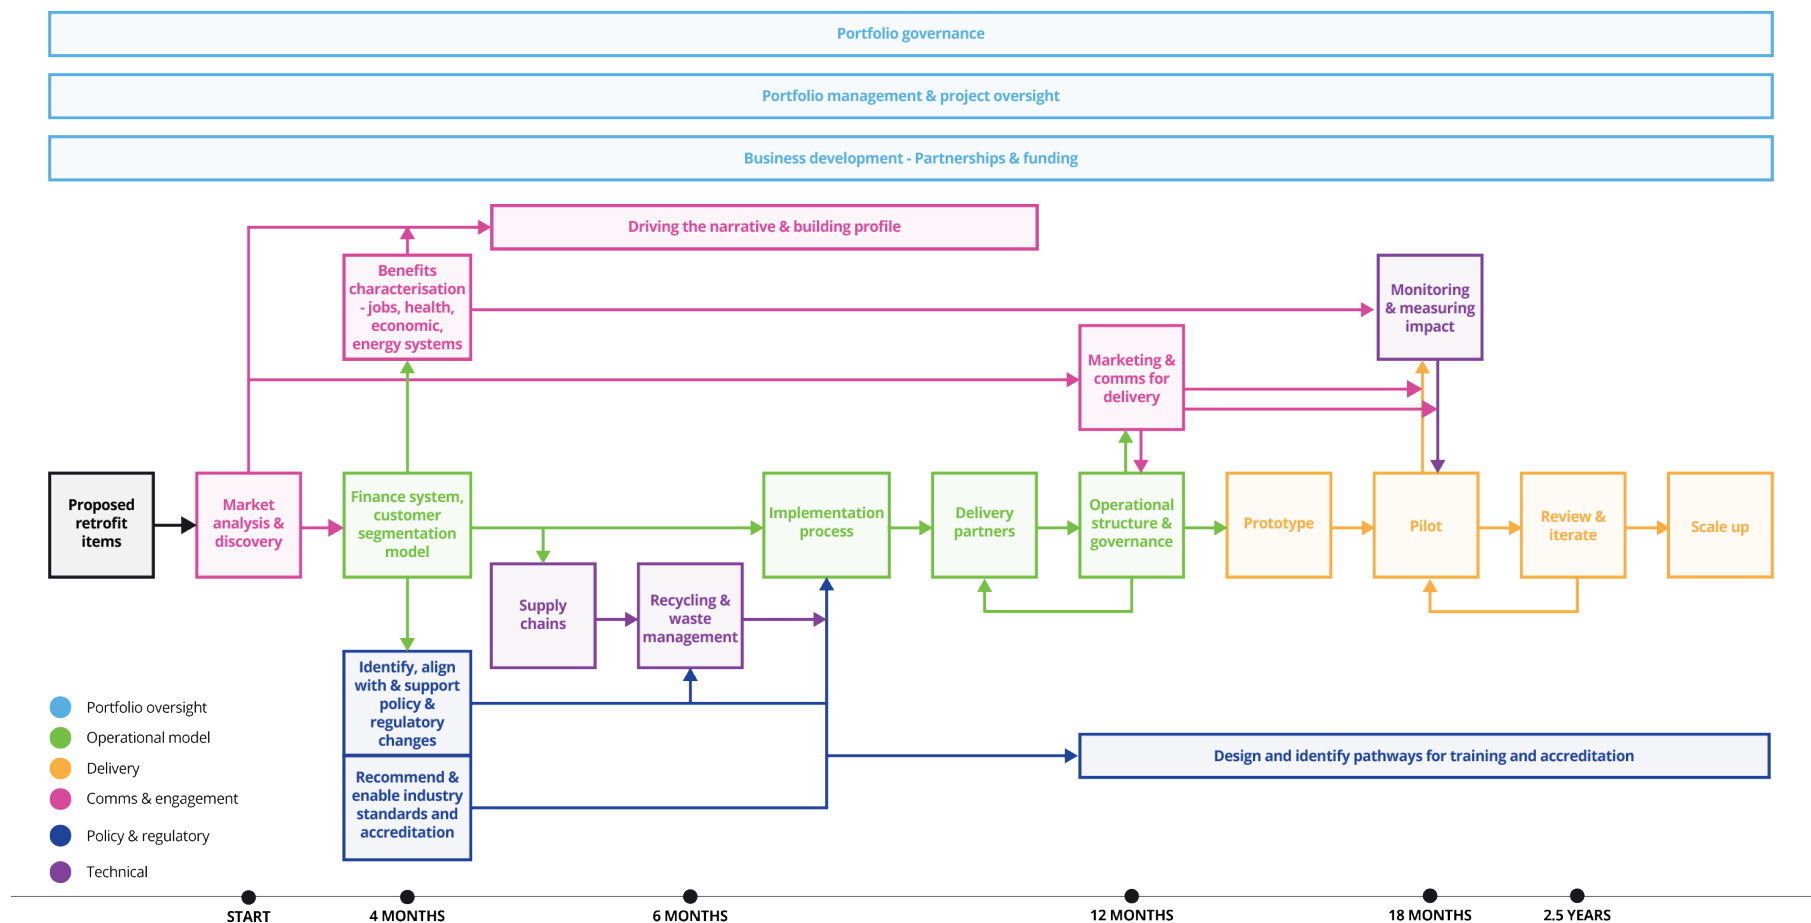 Portfolio governance
Portfolio management & project oversight
Business development - Partnerships & funding
Driving the narrative & building profile
Benefits
characterisation
- jobs, health,
economic,
energy systems
Monitoring
& measuring
impact
Marketing &
comms for
delivery
Proposed
retrofit
items
Market
analysis &
discovery
Finance system,
customer
segmentation
model
Implementation
process
Delivery
partners
Operational
structure &
governance
Prototype
Pilot
Review &
iterate
Scale up
Supply
chains
Recycling &
waste
management
Identify, align
with & support
policy &
regulatory
changes
Recommend &
enable industry
standards and
accreditation
Design and identify pathways for training and accreditation
Portfolio oversight
Operational model
Delivery
Comms & engagement
Policy & regulatory
Technical
START
4 MONTHS
6 MONTHS
12 MONTHS
18 MONTHS
2.5 YEARS